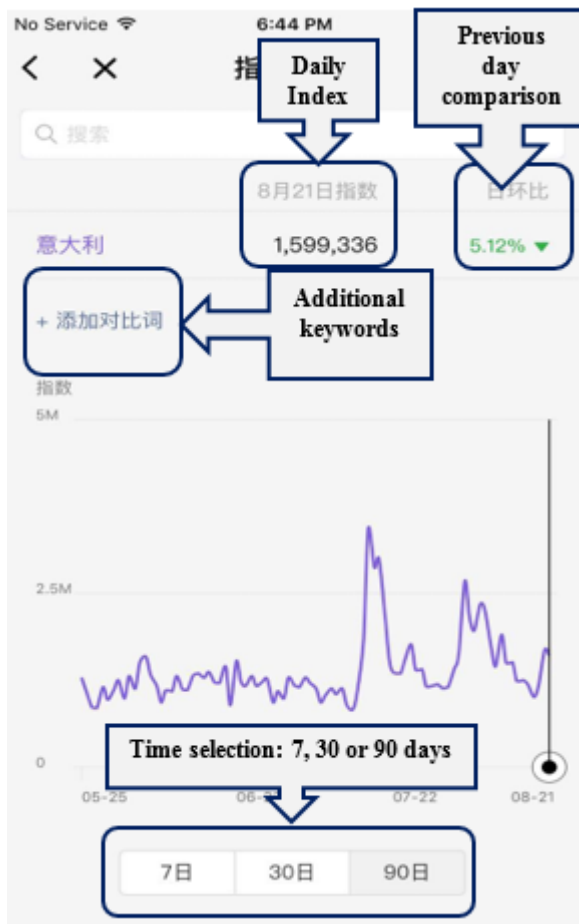 No Service
6:44 PM
指
Daily
Index
Previous
day
comparison
搜索
8月21日指数
日环比
意大利
1,599,336
5.12%
+ 添加对比词
Additional
keywords
指数
5M
2.5M
Time selection: 7, 30 or 90 days
0
05-25
06-2
07-22
08-21
7日
30日
90日